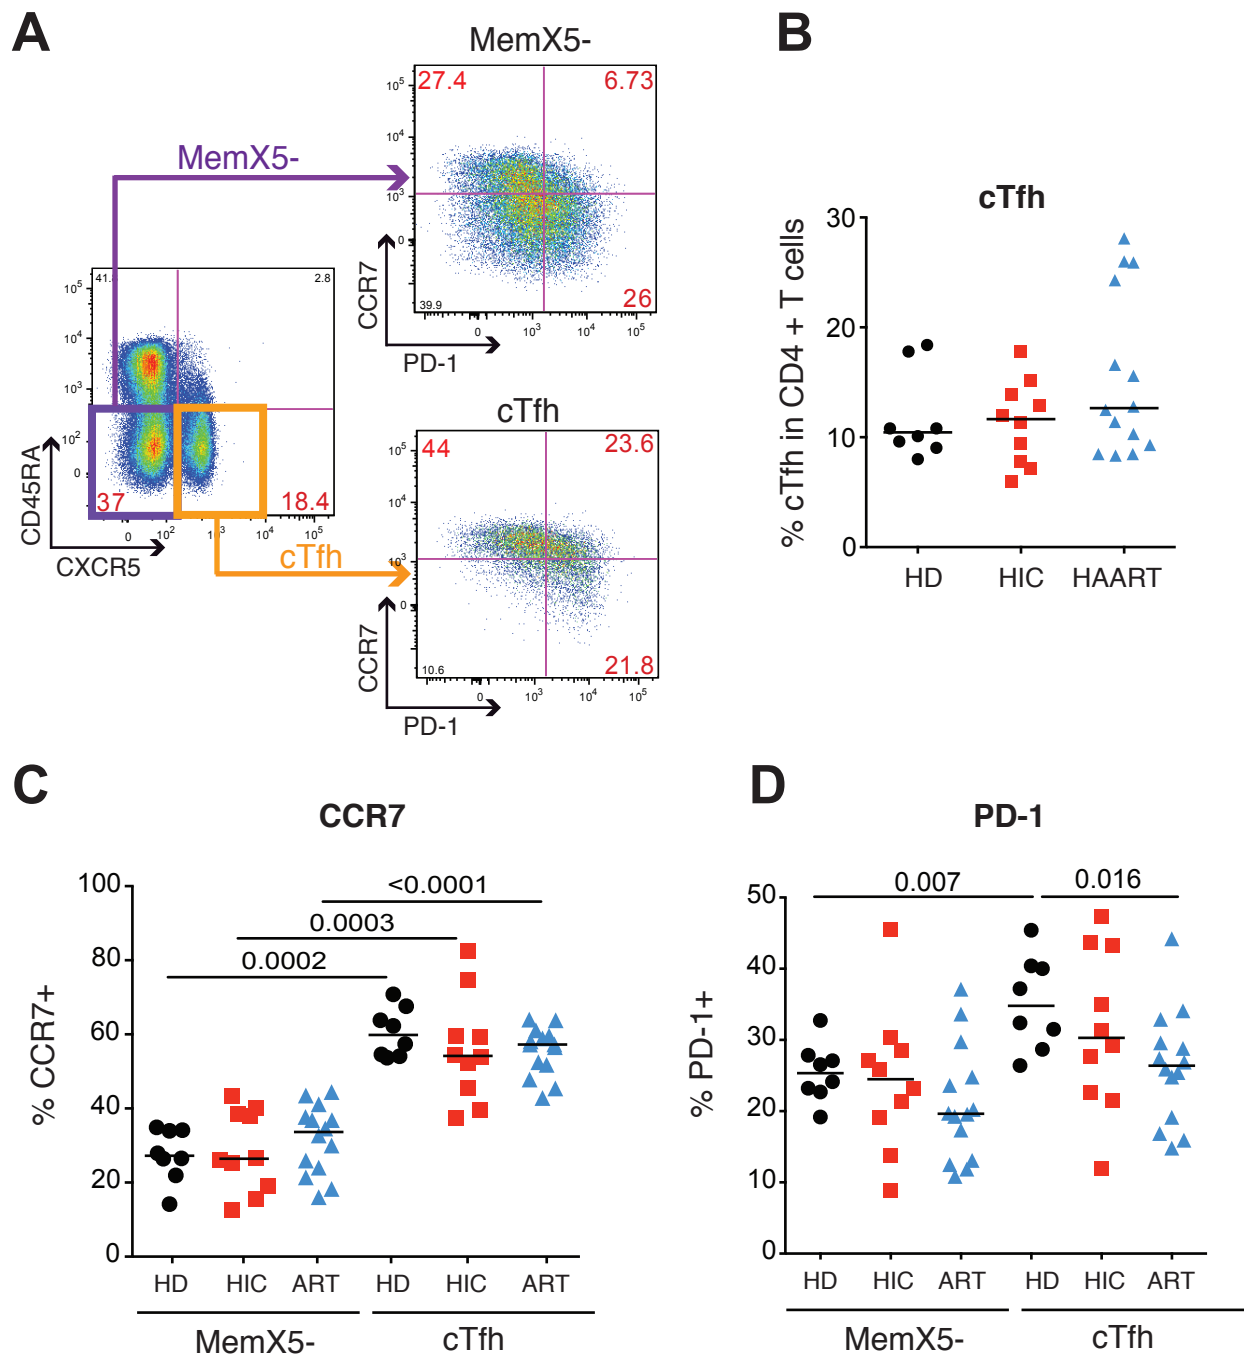 A
MemX5-
27.4
6.73
10⁵
10⁴
10³
0
39.9
26
0
10³
10⁴
10⁵
CCR7
PD-1
MemX5-
2.8
10⁵
10⁴
10³
10²
0
37
18.4
0
10²
10³
10⁴
10⁵
CD45RA
CXCR5
cTfh
cTfh
44
23.6
10⁵
10⁴
10³
0
10.6
21.8
0
10³
10⁴
10⁵
CCR7
PD-1
B
cTfh
% cTfh in CD4 + T cells
30
20
10
0
HD HIC HAART
C
CCR7
% CCR7+
100
80
60
40
20
0
<0.0001
0.0003
0.0002
HD HIC ART HD HIC ART
MemX5- cTfh
D
PD-1
% PD-1+
50
40
30
20
10
0
0.007 0.016
HD HIC ART HD HIC ART
MemX5- cTfh